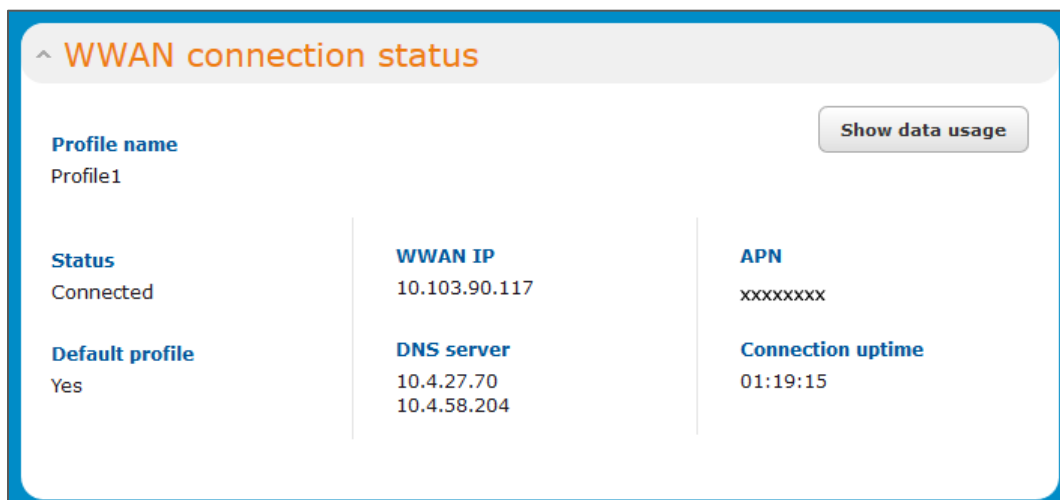 WWAN connection status
Show data usage
Profile name
Profile1
Status
Connected
WWAN IP
10.103.90.117
APN
xxxxxxxx
Default profile
Yes
DNS server
10.4.27.70
10.4.58.204
Connection uptime
01:19:15